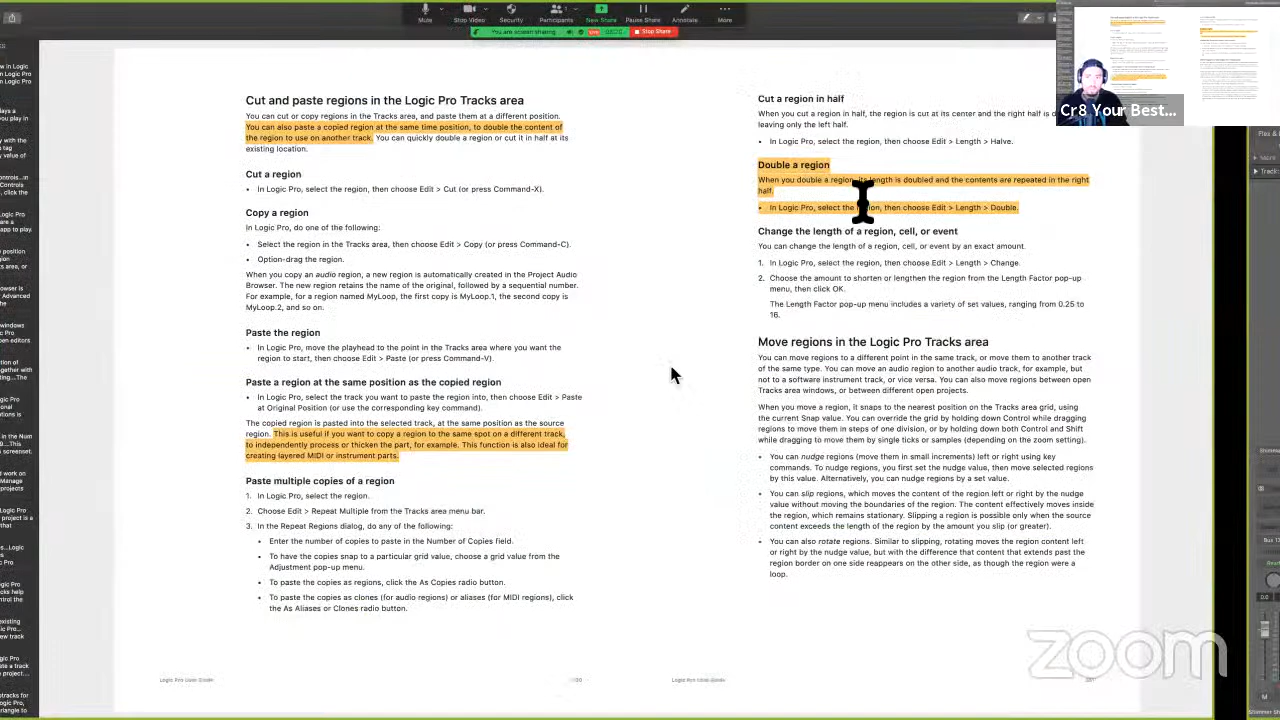 Mute
Stop Video
Security
Participants
New Share
Pause Share
Annotate
More
You are screen sharing
Stop Share
Cr8 Your Best...
Cut and paste regions in the Logic Pro Tracks area
You can cut or copy regions in the Tracks area, and paste them at a different position.
You can also paste a copied region at the same time position, to double the content of
the region to use on another track. You can quickly double a region or cut it in half at its
existing location.
Cut a region
• In Logic Pro, select the region, then choose Edit > Cut (or press Command-X).
Copy a region
In Logic Pro, do one of the following:
• Select the region in the Tracks area, then choose Edit > Copy (or press Command-C).
• Option-drag the region.
When you copy an audio region, a new region is automatically created in the Project Audio
Browser. The new region retains the name of the original, followed by a sequential number.
For example, for a region named MyLoop, the first copy is MyLoop.1, the second copy is
MyLoop.2, and so on.
Paste the region
• In Logic Pro, move the playhead to the point in the Tracks area where you want the
region to start, then choose Edit > Paste (or press Command-V).
Paste a region at the same position as the copied region
• In Logic Pro, select the track you want to paste the region into, then choose Edit > Paste
at Original Position (or use the corresponding key command).
The copied region is pasted into the selected track, at the same position as the source
region. This is useful if you want to copy a region to the same spot on a different track,
to independently process or thicken the part, for example. This function is also ideal for
creating layered MIDI or instrument parts.
Paste multiple copies of a region
1. In Logic Pro, select the region.
2. Choose Edit > Repeat Multiple from the Tracks area menu bar.
3. In the Repeat Regions dialog, do any of the following:
• Enter the number of copies to paste in the Number of Copies field.
• To have the copies snap to a particular grid value, choose a grid value from the
Adjustment pop-up menu.
• To paste the copies as regions, click the As Copies radio button.
• To paste the copies as clones (for audio regions) or aliases (for MIDI regions), click
the As Aliases or Clones radio button.
Logic Pro User Guide
Cut a region in half
When you cut a region in half, the region is cut at its center and the right half is
leaving only the left half.
• In Logic Pro, select the region, then choose Edit > Length > Halve.
Double a region
When you double a region, its length is doubled and the contents are repeated in the right
half.
• In Logic Pro, select the region, then choose Edit > Length > Double.
Change the length of a region, cell, or event
You can change the length of a region, cell, or event by an exact amount.
1. In Logic Pro, select the region, then choose Edit > Length > Change.
2. Choose the amount to shorten or lengthen the region from the Length Factor pop-up
menu, then click OK.
The Length Factor pop-up menu includes a variety of set values, ranging from 0.25 to
16.
Move regions in the Logic Pro Tracks area
You can move regions to a different point in the same track, or move them to another track
of the same type. You can move an audio region to another audio track, for example, but
not to a software instrument track, or vice versa. You can also move regions between open
Tracks area windows, or between different open projects.
When you move a region, it snaps to the nearest position on the Tracks area grid, using
the current Snap value. You can override the grid by holding down Control while dragging
regions to move them in steps of one division, or by holding down both Control and Shift
while dragging to move them by single ticks or samples (depending on the zoom setting).
• You can nudge regions (move them in small increments) left or right using key
commands. To nudge regions, you first set the nudge value, then move selected regions
by this value. Alternatively, you can nudge regions by a set value.
• You can slip regions, which moves the content of the region left or right by the nudge
value without moving the boundaries of the region. The content effectively moves inside
the region, which remains stationary. Slipping a region is possible only when the source
content exceeds the length of the region by the amount you slip (or greater).
• You can also rotate regions. Similar to slipping, rotating moves the region content left
or right by the nudge value, but with the difference that content that extends past the
region border on one side reappears on the other side, as though the region were a
loop.
Logic Pro User Guide
zoom